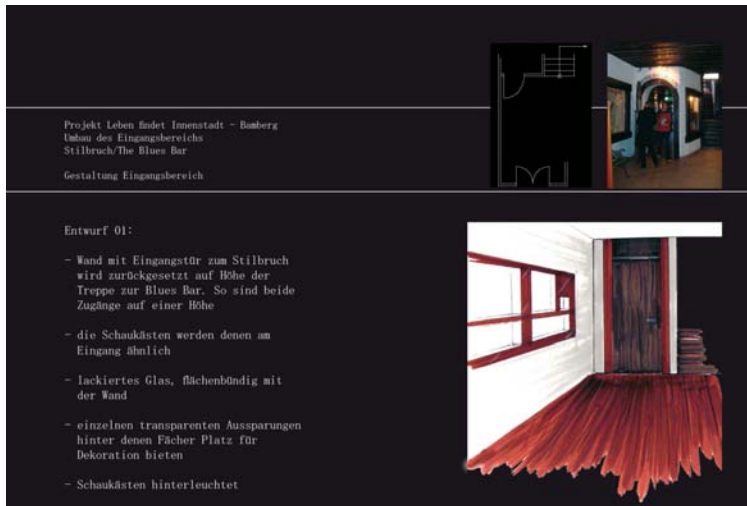 Projekt Leben findet Innenstadt - Bamberg
Umbau des Eingangsbereichs
Stilbruch/The Blues Bar
Gestaltung Eingangsbereich
Entwurf 01:
- Wand mit Eingangstür zum Stilbruch
wird zurückgesetzt auf Höhe der
Treppe zur Blues Bar. So sind beide
Zugänge auf einer Höhe
- die Schaukästen werden denen am
Eingang ähnlich
- lackiertes Glas, flächenbündig mit
der Wand
- einzelnen transparenten Aussparungen
hinter denen Fächer Platz für
Dekoration bieten
- Schaukästen hinterleuchtet